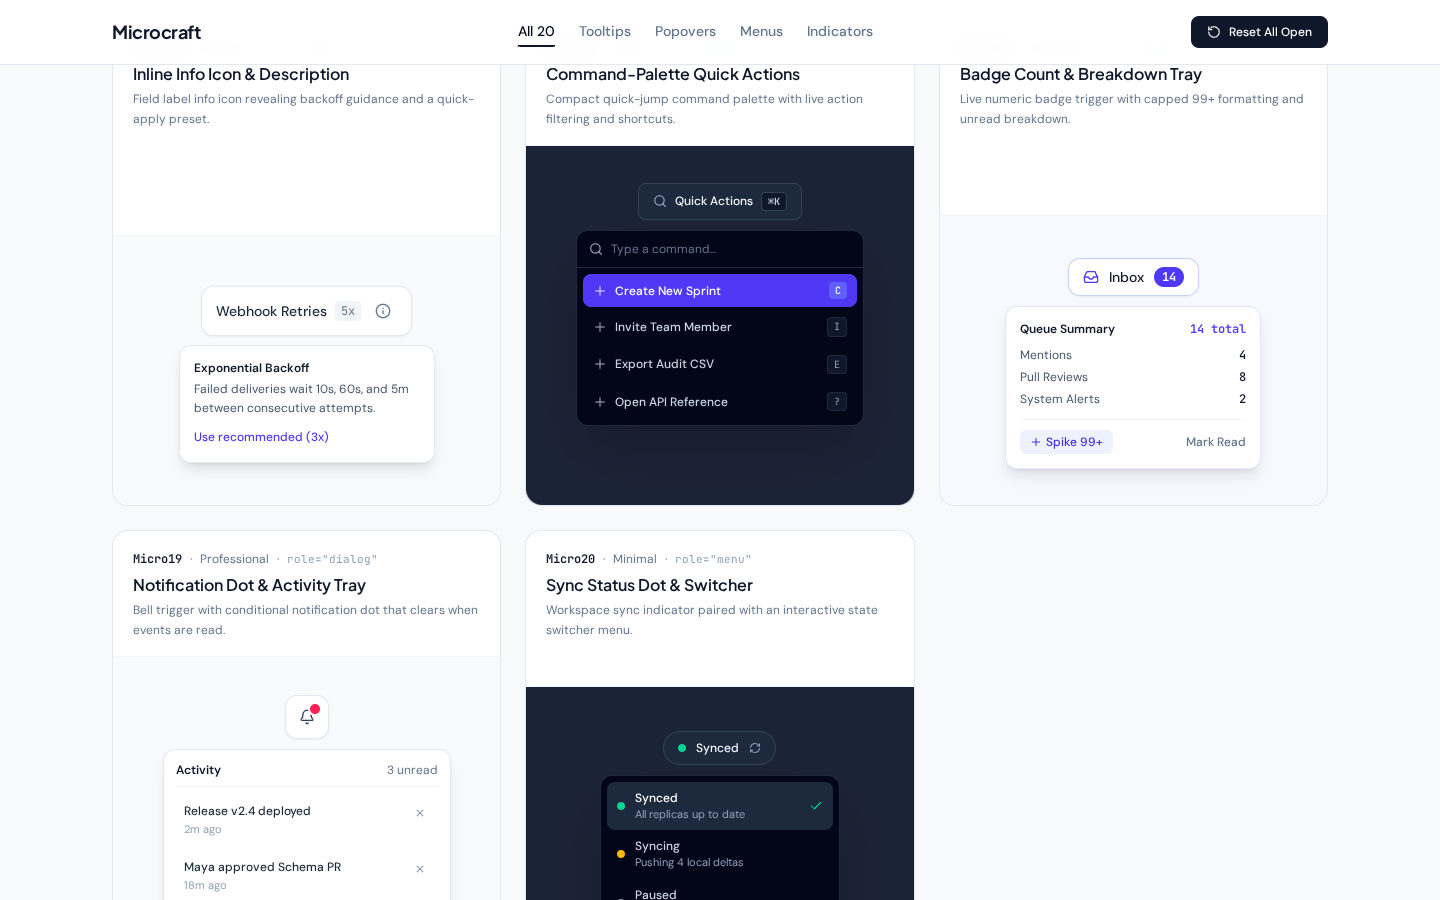 Microcraft
All 20
Tooltips
Popovers
Menus
Indicators
Reset All Open
Inline Info Icon & Description
Field label info icon revealing backoff guidance and a quick-
apply preset.
Webhook Retries 5x
Exponential Backoff
Failed deliveries wait 10s, 60s, and 5m
between consecutive attempts.
Use recommended (3x)
Command-Palette Quick Actions
Compact quick-jump command palette with live action
filtering and shortcuts.
Quick Actions ⌘K
Type a command...
Create New Sprint C
Invite Team Member I
Export Audit CSV E
Open API Reference ?
Badge Count & Breakdown Tray
Live numeric badge trigger with capped 99+ formatting and
unread breakdown.
Inbox 14
Queue Summary 14 total
Mentions 4
Pull Reviews 8
System Alerts 2
+ Spike 99+ Mark Read
Micro19 · Professional · role="dialog"
Notification Dot & Activity Tray
Bell trigger with conditional notification dot that clears when
events are read.
Activity 3 unread
Release v2.4 deployed
2m ago
Maya approved Schema PR
18m ago
Micro20 · Minimal · role="menu"
Sync Status Dot & Switcher
Workspace sync indicator paired with an interactive state
switcher menu.
Synced
Synced
All replicas up to date
Syncing
Pushing 4 local deltas
Paused